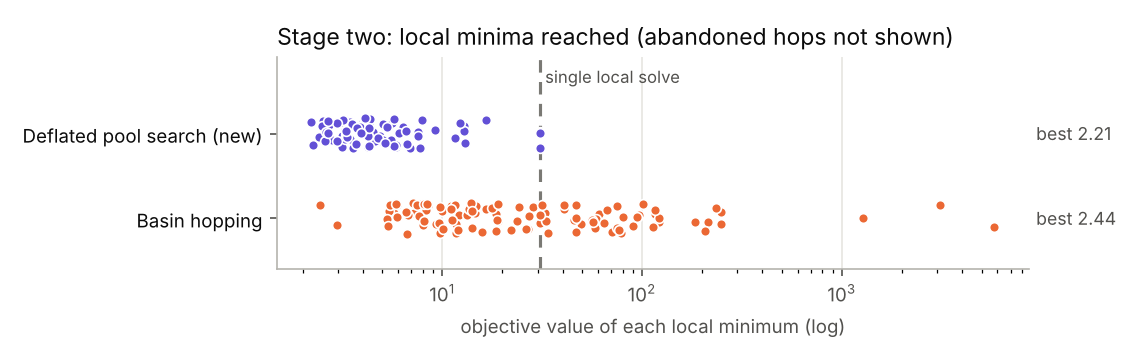 Stage two: local minima reached (abandoned hops not shown)
single local solve
Deflated pool search (new)
best 2.21
Basin hopping
best 2.44
10¹
10²
10³
objective value of each local minimum (log)